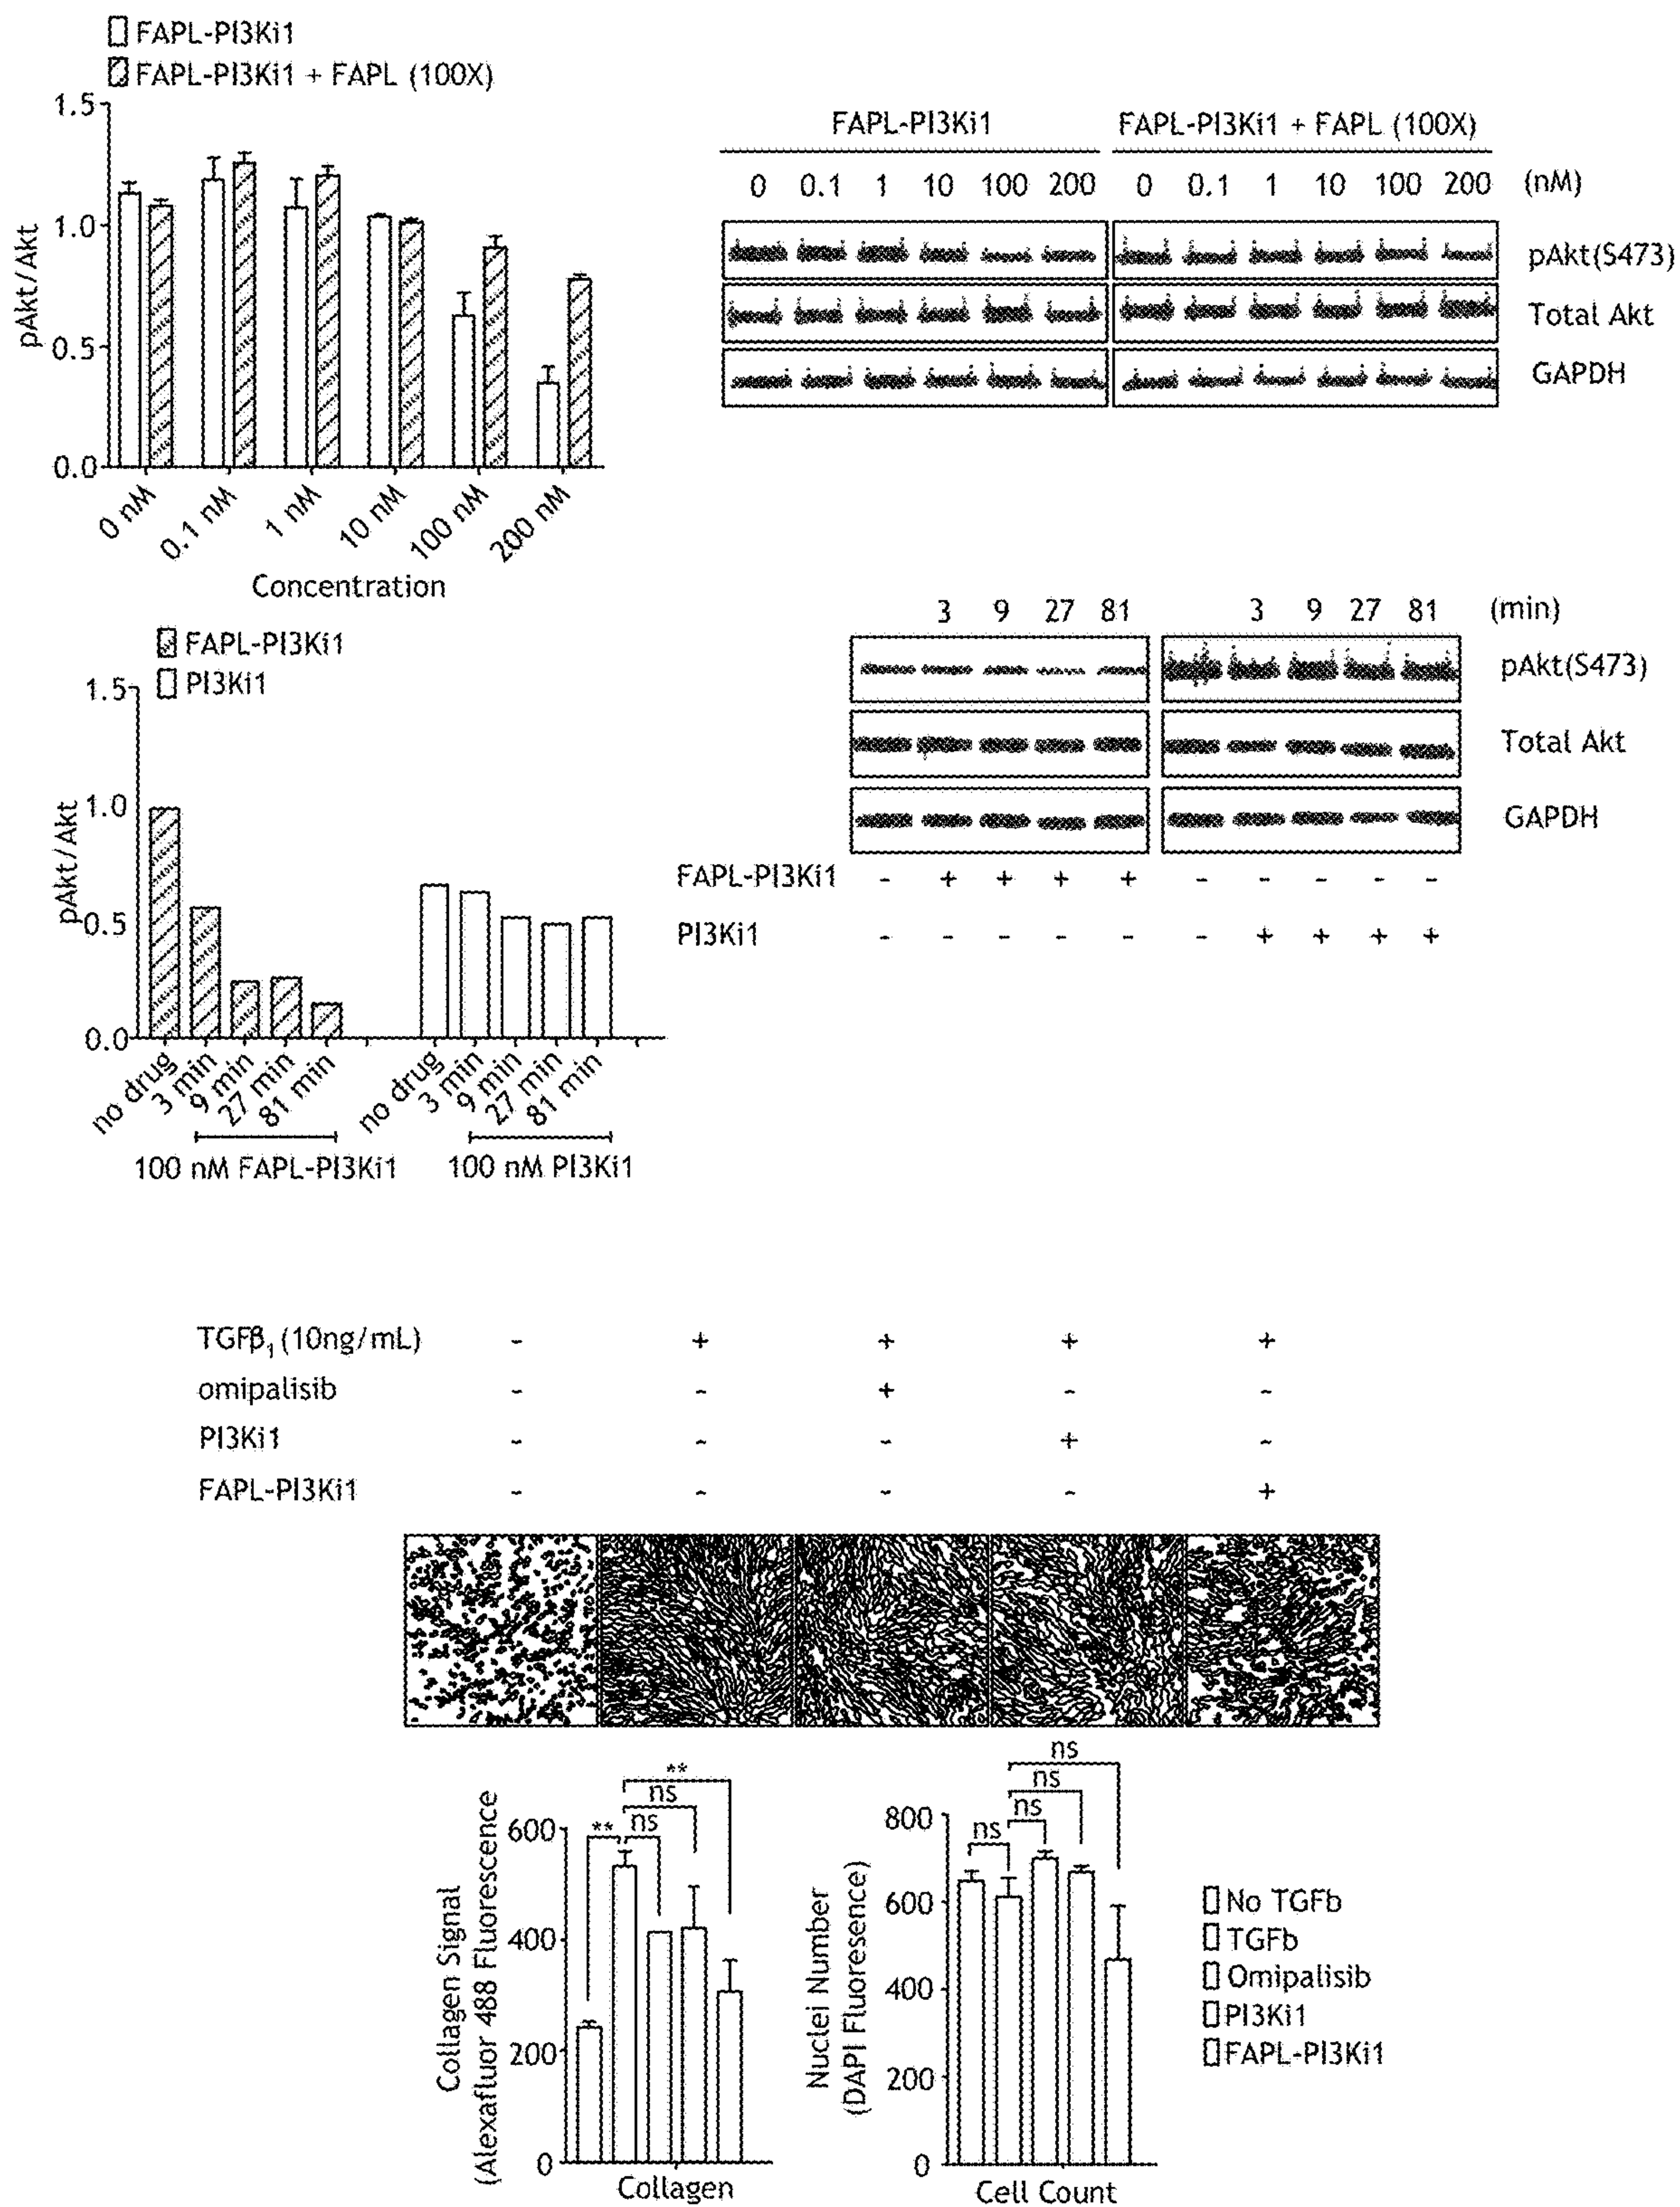 FAPL-PI3Ki1
FAPL-PI3Ki1 + FAPL (100X)
1.5
1.0
0.5
0.0
pAkt/Akt
0 nM
0.1 nM
1 nM
10 nM
100 nM
200 nM
Concentration
FAPL-PI3Ki1 FAPL-PI3Ki1 + FAPL (100X)
0 0.1 1 10 100 200 0 0.1 1 10 100 200 (nM)
pAkt(S473)
Total Akt
GAPDH
FAPL-PI3Ki1
PI3Ki1
1.5
1.0
0.5
0.0
pAkt/Akt
no drug
3 min
9 min
27 min
81 min
no drug
3 min
9 min
27 min
81 min
100 nM FAPL-PI3Ki1 100 nM PI3Ki1
3 9 27 81 3 9 27 81 (min)
pAkt(S473)
Total Akt
GAPDH
FAPL-PI3Ki1 - + + + + - - - - -
PI3Ki1 - - - - - - + + + +
TGFβ1 (10ng/mL) - + + + +
omipalisib - - + - -
PI3Ki1 - - - + -
FAPL-PI3Ki1 - - - - +
Collagen Signal
(Alexafluor 488 Fluorescence
600
400
200
0
**
ns
ns
**
Collagen
Nuclei Number
(DAPI Fluoresence)
800
600
400
200
0
ns
ns
ns
ns
Cell Count
No TGFb
TGFb
Omipalisib
PI3Ki1
FAPL-PI3Ki1